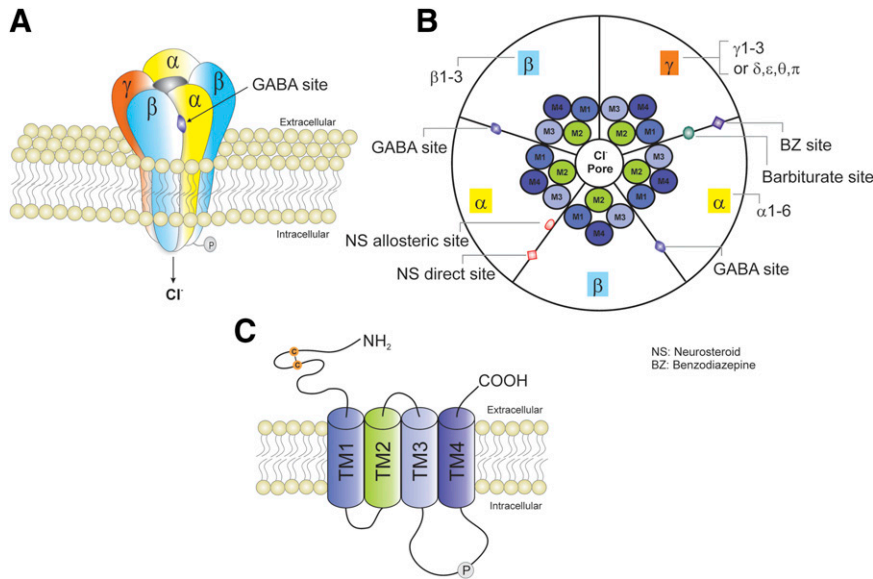 A
α
γ
β
β
α
GABA site
Extracellular
Intracellular
P
Cl⁻
B
β1-3
β
γ
γ1-3
or δ,ε,θ,π
GABA site
M4
M1
M3
M2
M3
M4
M2
M1
Cl⁻
Pore
BZ site
Barbiturate site
M1
M2
M4
M3
M3
M2
M4
M1
M2
M1
M3
M4
α
α
α1-6
NS allosteric site
NS direct site
GABA site
β
C
C
C
NH₂
COOH
NS: Neurosteroid
BZ: Benzodiazepine
Extracellular
TM1
TM2
TM3
TM4
Intracellular
P